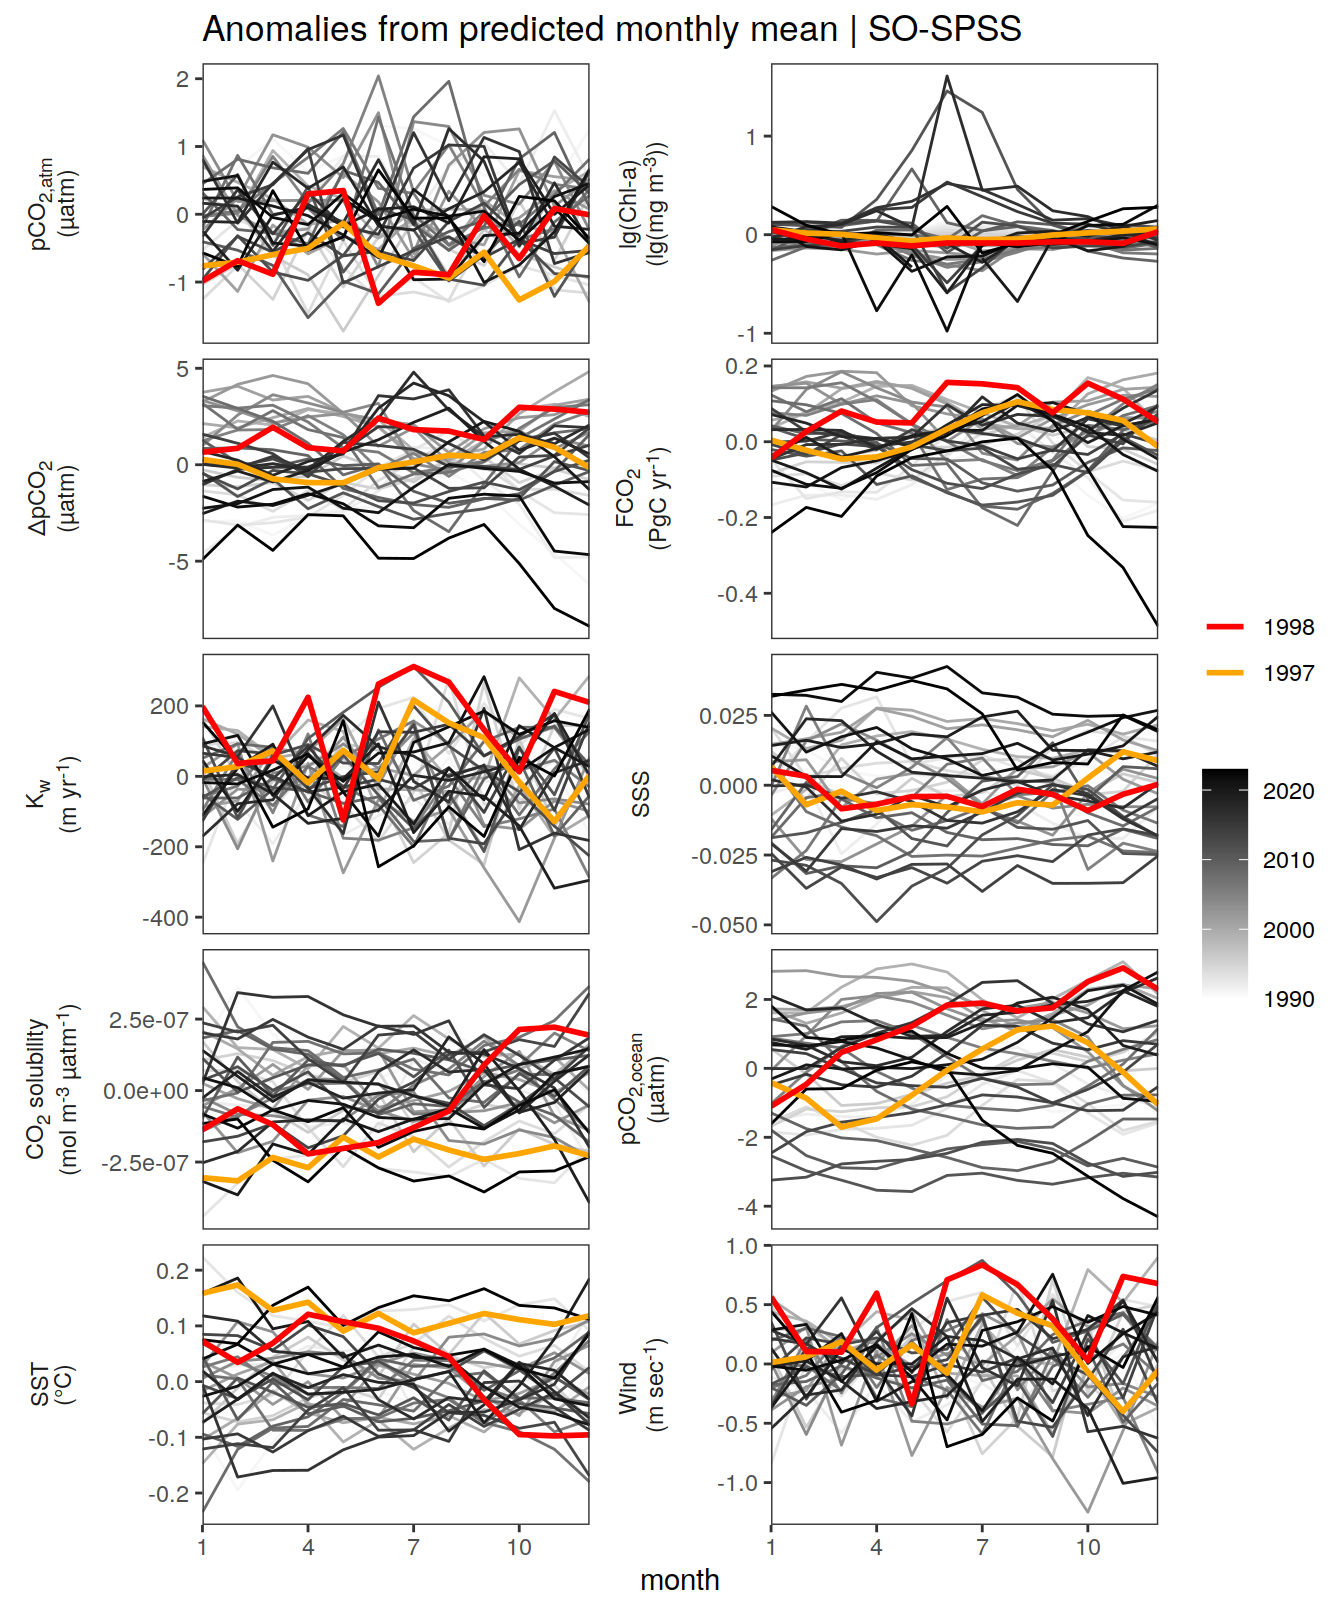 Anomalies from predicted monthly mean | SO-SPSS
pCO2,atm
(µatm)
2
1
0
-1
lg(Chl-a)
(lg(mg m-3))
1
0
-1
ΔpCO2
(µatm)
5
0
-5
FCO2
(PgC yr-1)
0.2
0.0
-0.2
-0.4
Kw
(m yr-1)
200
0
-200
-400
SSS
0.025
0.000
-0.025
-0.050
CO2 solubility
(mol m-3 µatm-1)
2.5e-07
0.0e+00
-2.5e-07
pCO2,ocean
(µatm)
2
0
-2
-4
SST
(°C)
0.2
0.1
0.0
-0.1
-0.2
Wind
(m sec-1)
1.0
0.5
0.0
-0.5
-1.0
1 4 7 10
1 4 7 10
month
1998
1997
2020
2010
2000
1990